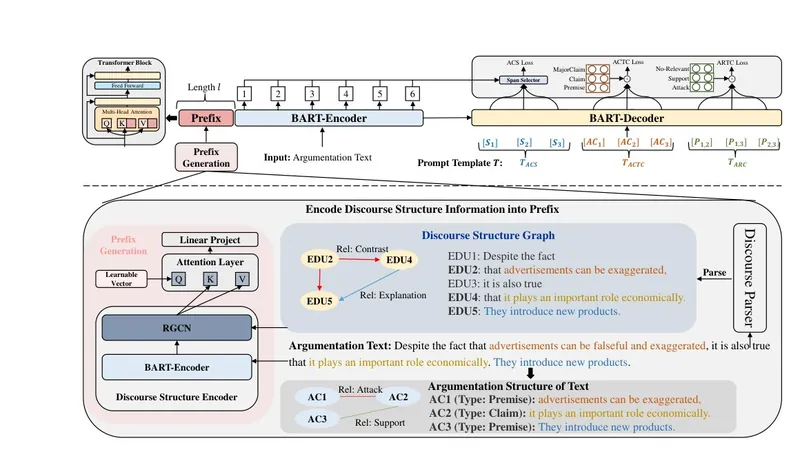 Transformer Block
Feed Forward
Multi-Head Attention
Q K V
Length l
Prefix
Prefix
Generation
1 2 3 4 5 6
BART-Encoder
Input: Argumentation Text
ACS Loss
Span Selector
MajorClaim
Claim
Premise
ACTC Loss
No-Relevant
Support
Attack
ARTC Loss
BART-Decoder
[S1] [S2] [S3] [AC1] [AC2] [AC3] [P1,2] [P1,3] [P2,3]
Prompt Template T: TACS TACTC TARC
Encode Discourse Structure Information into Prefix
Prefix
Generation
Linear Project
Attention Layer
Learnable
Vector
Q K V
RGCN
BART-Encoder
Discourse Structure Encoder
Discourse Structure Graph
Rel: Contrast
EDU2 EDU4
Rel: Explanation
EDU5
EDU1: Despite the fact
EDU2: that advertisements can be exaggerated,
EDU3: it is also true
EDU4: that it plays an important role economically.
EDU5: They introduce new products.
Parse
Discourse Parser
Argumentation Text: Despite the fact that advertisements can be falseful and exaggerated, it is also true
that it plays an important role economically. They introduce new products.
Rel: Attack
AC1 AC2
AC3
Rel: Support
Argumentation Structure of Text
AC1 (Type: Premise): advertisements can be exaggerated,
AC2 (Type: Claim): it plays an important role economically.
AC3 (Type: Premise): They introduce new products.